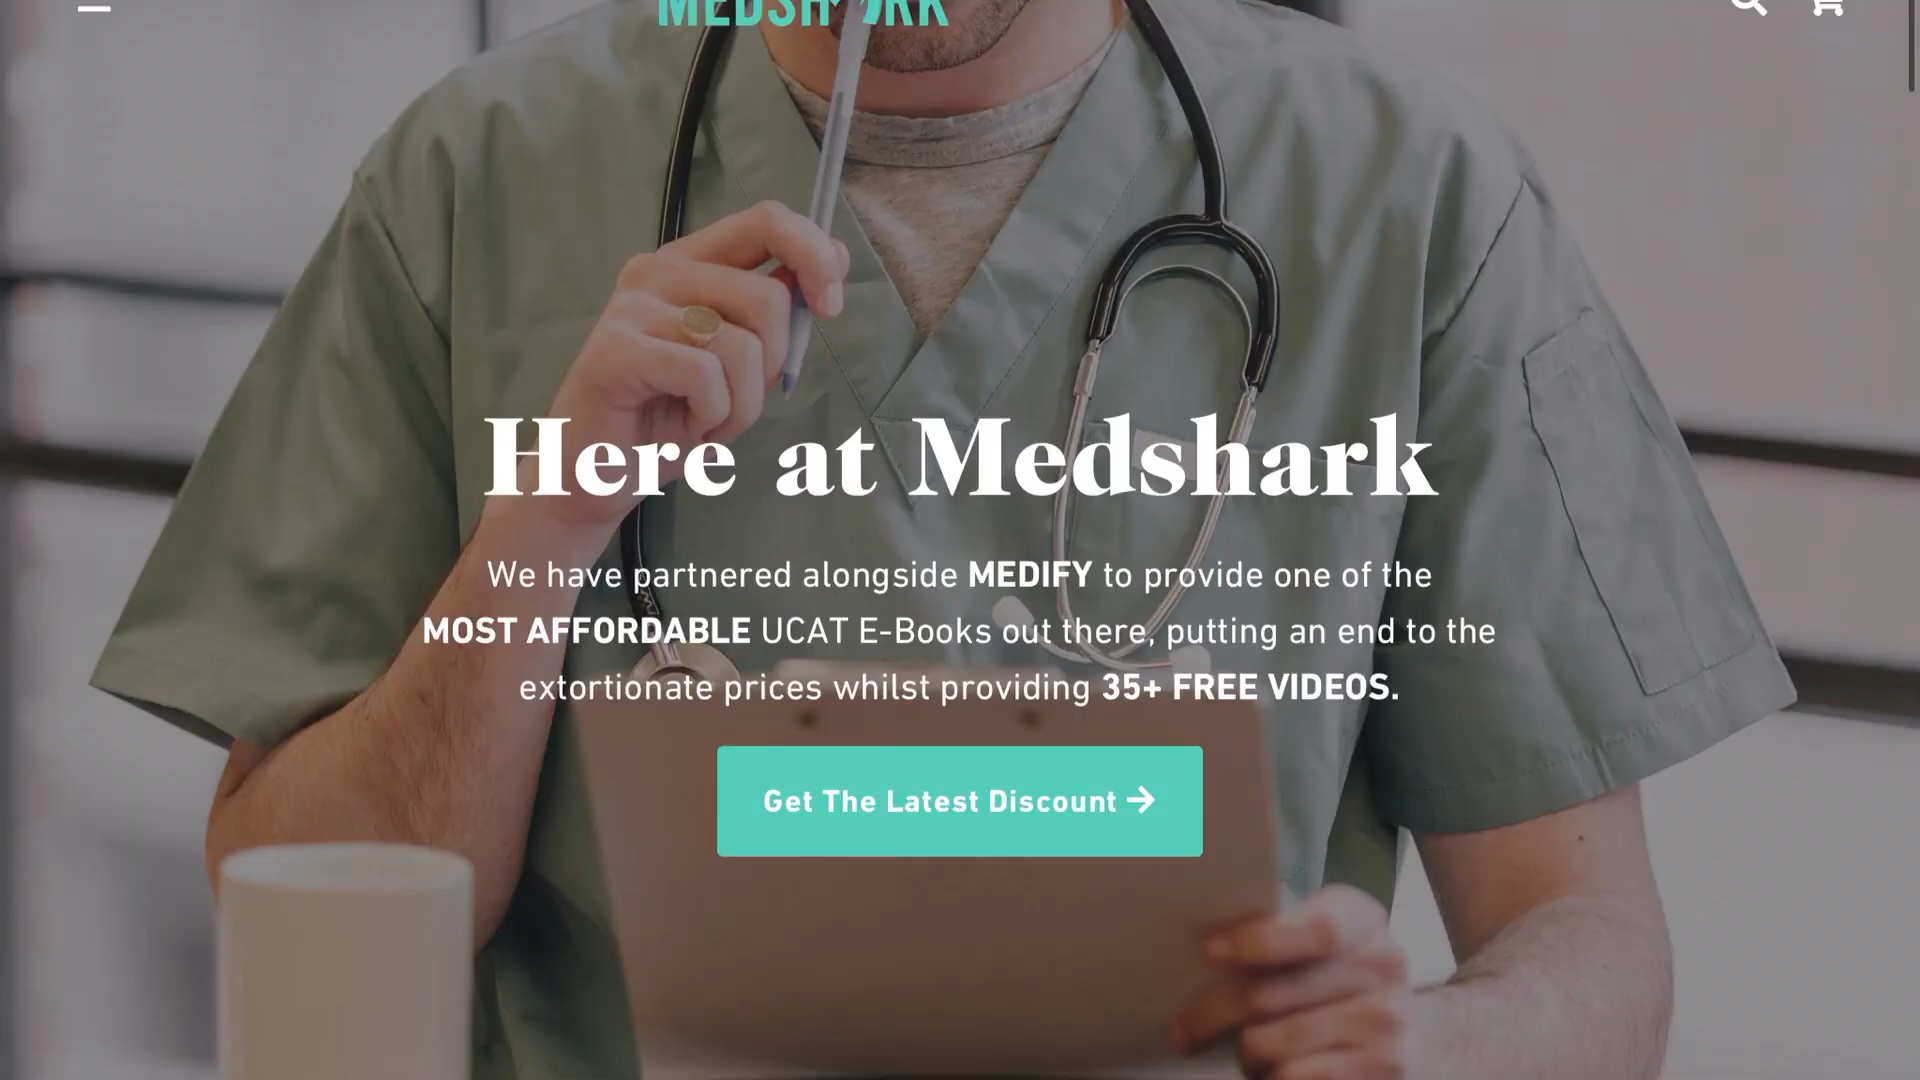 MEDSHARK
Here at Medshark
We have partnered alongside MEDIFY to provide one of the
MOST AFFORDABLE UCAT E-Books out there, putting an end to the
extortionate prices whilst providing 35+ FREE VIDEOS.
Get The Latest Discount →